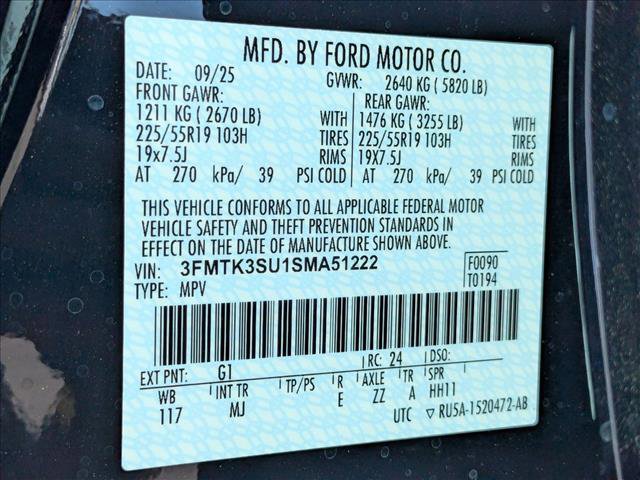 MFD. BY FORD MOTOR CO.
DATE: 09/25 GVWR: 2640 KG ( 5820 LB)
FRONT GAWR: REAR GAWR:
1211 KG ( 2670 LB) WITH 1476 KG ( 3255 LB) WITH
225/55R19 103H TIRES 225/55R19 103H TIRES
19x7.5J RIMS 19x7.5J RIMS
AT 270 kPa/ 39 PSI COLD AT 270 kPa/ 39 PSI COLD
THIS VEHICLE CONFORMS TO ALL APPLICABLE FEDERAL MOTOR
VEHICLE SAFETY AND THEFT PREVENTION STANDARDS IN
EFFECT ON THE DATE OF MANUFACTURE SHOWN ABOVE.
VIN: 3FMTK3SU1SMA51222 F0090
TYPE: MPV T0194
EXT PNT: G1 RC: 24 DSO:
WB INT TR TP/PS R AXLE TR SPR
117 MJ E ZZ A HH11
UTC ▽ RU5A-1520472-AB